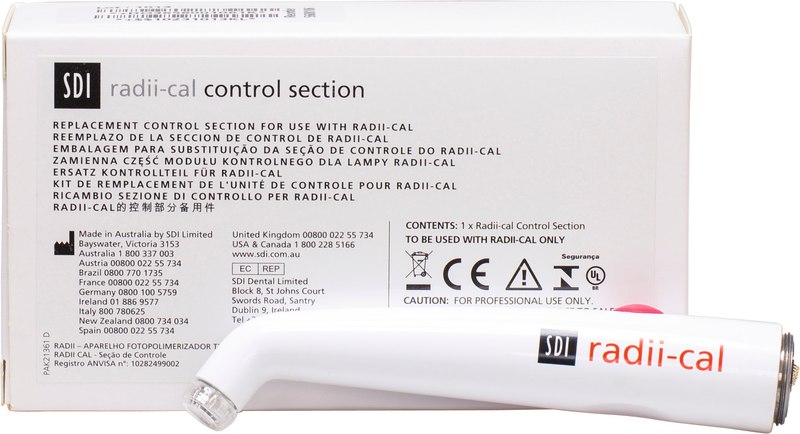 SDI radii-cal control section
REPLACEMENT CONTROL SECTION FOR USE WITH RADII-CAL
REEMPLAZO DE LA SECCION DE CONTROL DE RADII-CAL
EMBALAGEM PARA SUBSTITUIÇÃO DA SEÇÃO DE CONTROLE DO RADII-CAL
ZAMIENNA CZĘŚĆ MODUŁU KONTROLNEGO DLA LAMPY RADII-CAL
ERSATZ KONTROLLTEIL FÜR RADII-CAL
KIT DE REMPLACEMENT DE L'UNITÉ DE CONTROLE POUR RADII-CAL
RICAMBIO SEZIONE DI CONTROLLO PER RADII-CAL
RADII-CAL的控制部分备用件
Made in Australia by SDI Limited
Bayswater, Victoria 3153
Australia 1 800 337 003
Austria 00800 022 55 734
Brazil 0800 770 1735
France 00800 022 55 734
Germany 0800 100 5759
Ireland 01 886 9577
Italy 800 780625
New Zealand 0800 734 034
Spain 00800 022 55 734
United Kingdom 00800 022 55 734
USA & Canada 1 800 228 5166
www.sdi.com.au
EC REP
SDI Dental Limited
Block 8, St Johns Court
Swords Road, Santry
Dublin 9, Ireland
CONTENTS: 1 x Radii-cal Control Section
TO BE USED WITH RADII-CAL ONLY
Segurança
CE
UL
CAUTION: FOR PROFESSIONAL USE ONLY.
RADII – APARELHO FOTOPOLIMERIZADOR
RADII CAL - Seção de Controle
Registro ANVISA n°: 10282499002
PAK21361 D
SDI radii-cal